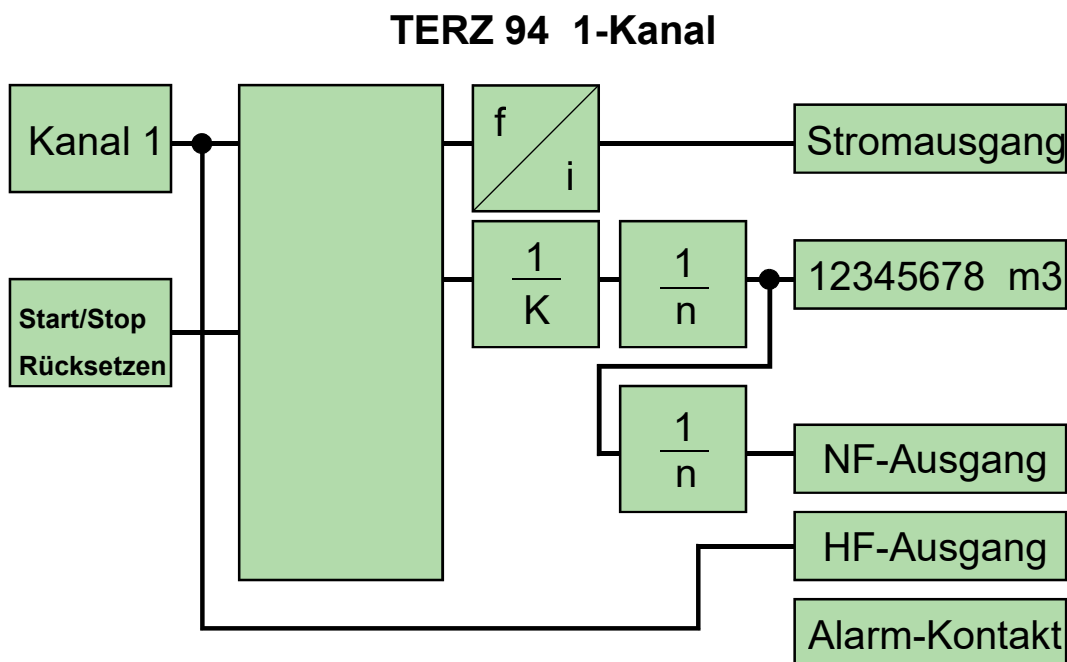 TERZ 94 1-Kanal
Kanal 1
f
i
Stromausgang
1
K
1
n
12345678 m3
Start/Stop
Rücksetzen
1
n
NF-Ausgang
HF-Ausgang
Alarm-Kontakt